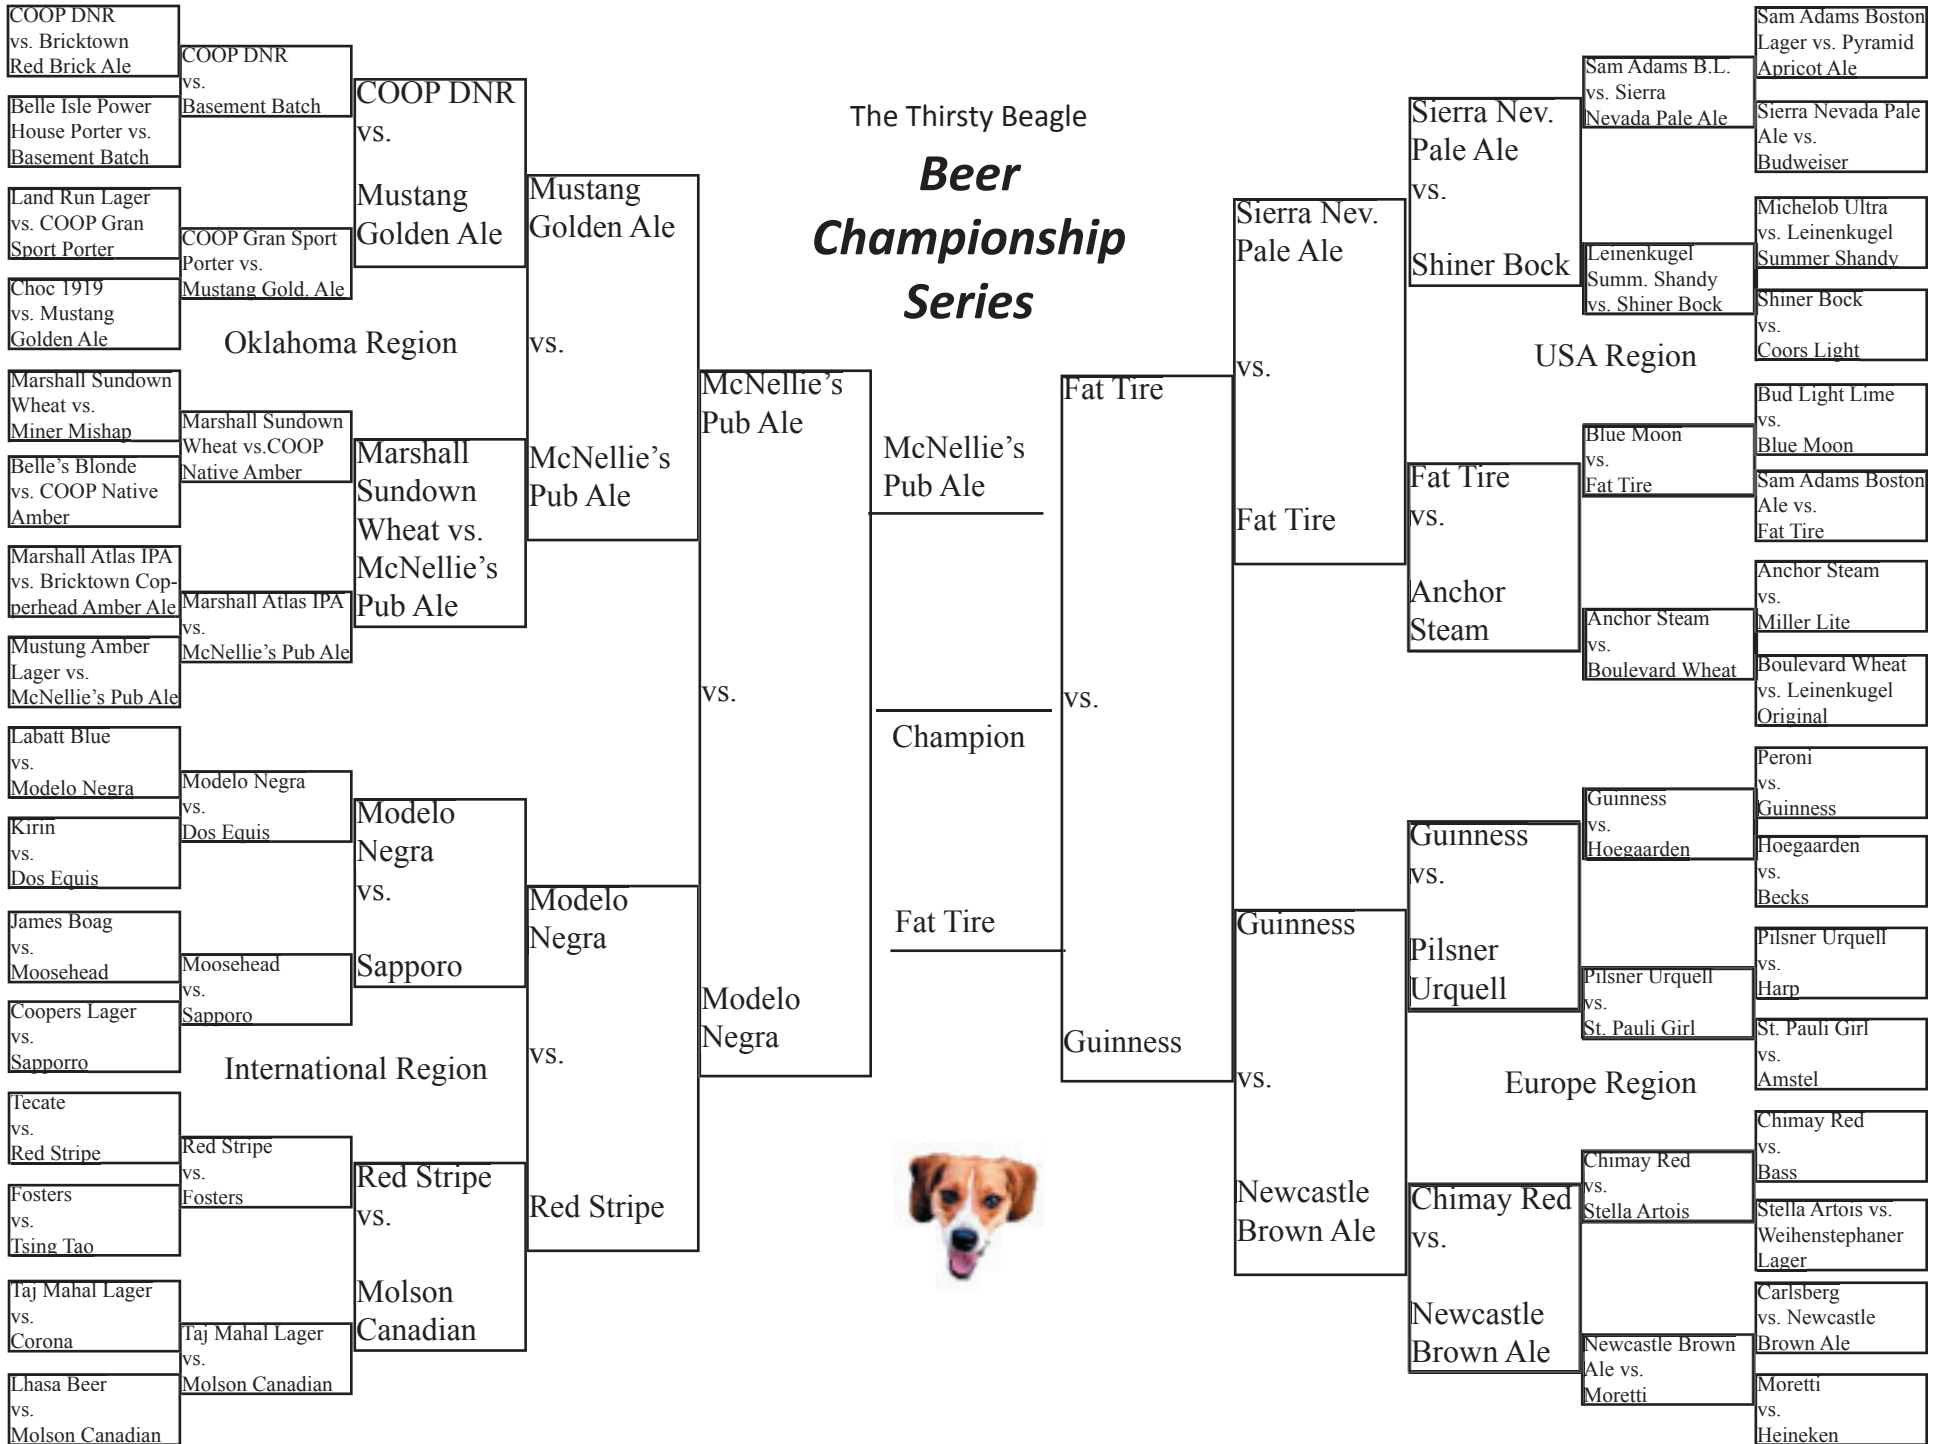 The Thirsty Beagle
Beer
Championship
Series
COOP DNR
vs. Bricktown
Red Brick Ale
Belle Isle Power
House Porter vs.
Basement Batch
Land Run Lager
vs. COOP Gran
Sport Porter
Choc 1919
vs. Mustang
Golden Ale
Marshall Sundown
Wheat vs.
Miner Mishap
Belle's Blonde
vs. COOP Native
Amber
Marshall Atlas IPA
vs. Bricktown Cop-
perhead Amber Ale
Mustung Amber
Lager vs.
McNellie's Pub Ale
Labatt Blue
vs.
Modelo Negra
Kirin
vs.
Dos Equis
James Boag
vs.
Moosehead
Coopers Lager
vs.
Sapporro
Tecate
vs.
Red Stripe
Fosters
vs.
Tsing Tao
Taj Mahal Lager
vs.
Corona
Lhasa Beer
vs.
Molson Canadian
COOP DNR
vs.
Basement Batch
COOP Gran Sport
Porter vs.
Mustang Gold. Ale
Oklahoma Region
Marshall Sundown
Wheat vs.COOP
Native Amber
Marshall Atlas IPA
vs.
McNellie's Pub Ale
Modelo Negra
vs.
Dos Equis
Moosehead
vs.
Sapporo
International Region
Red Stripe
vs.
Fosters
Taj Mahal Lager
vs.
Molson Canadian
COOP DNR
vs.
Mustang
Golden Ale
Marshall
Sundown
Wheat vs.
McNellie's
Pub Ale
Modelo
Negra
vs.
Sapporo
Red Stripe
vs.
Molson
Canadian
Mustang
Golden Ale
vs.
McNellie's
Pub Ale
Modelo
Negra
vs.
Red Stripe
McNellie's
Pub Ale
vs.
Modelo
Negra
McNellie's
Pub Ale
Champion
Fat Tire
Fat Tire
vs.
Guinness
Sierra Nev.
Pale Ale
vs.
Fat Tire
Guinness
vs.
Newcastle
Brown Ale
Sierra Nev.
Pale Ale
vs.
Shiner Bock
Fat Tire
vs.
Anchor
Steam
Guinness
vs.
Pilsner
Urquell
Chimay Red
vs.
Newcastle
Brown Ale
Sam Adams B.L.
vs. Sierra
Nevada Pale Ale
Leinenkugel
Summ. Shandy
vs. Shiner Bock
USA Region
Blue Moon
vs.
Fat Tire
Anchor Steam
vs.
Boulevard Wheat
Guinness
vs.
Hoegaarden
Pilsner Urquell
vs.
St. Pauli Girl
Europe Region
Chimay Red
vs.
Stella Artois
Newcastle Brown
Ale vs.
Moretti
Sam Adams Boston
Lager vs. Pyramid
Apricot Ale
Sierra Nevada Pale
Ale vs.
Budweiser
Michelob Ultra
vs. Leinenkugel
Summer Shandy
Shiner Bock
vs.
Coors Light
Bud Light Lime
vs.
Blue Moon
Sam Adams Boston
Ale vs.
Fat Tire
Anchor Steam
vs.
Miller Lite
Boulevard Wheat
vs. Leinenkugel
Original
Peroni
vs.
Guinness
Hoegaarden
vs.
Becks
Pilsner Urquell
vs.
Harp
St. Pauli Girl
vs.
Amstel
Chimay Red
vs.
Bass
Stella Artois vs.
Weihenstephaner
Lager
Carlsberg
vs. Newcastle
Brown Ale
Moretti
vs.
Heineken